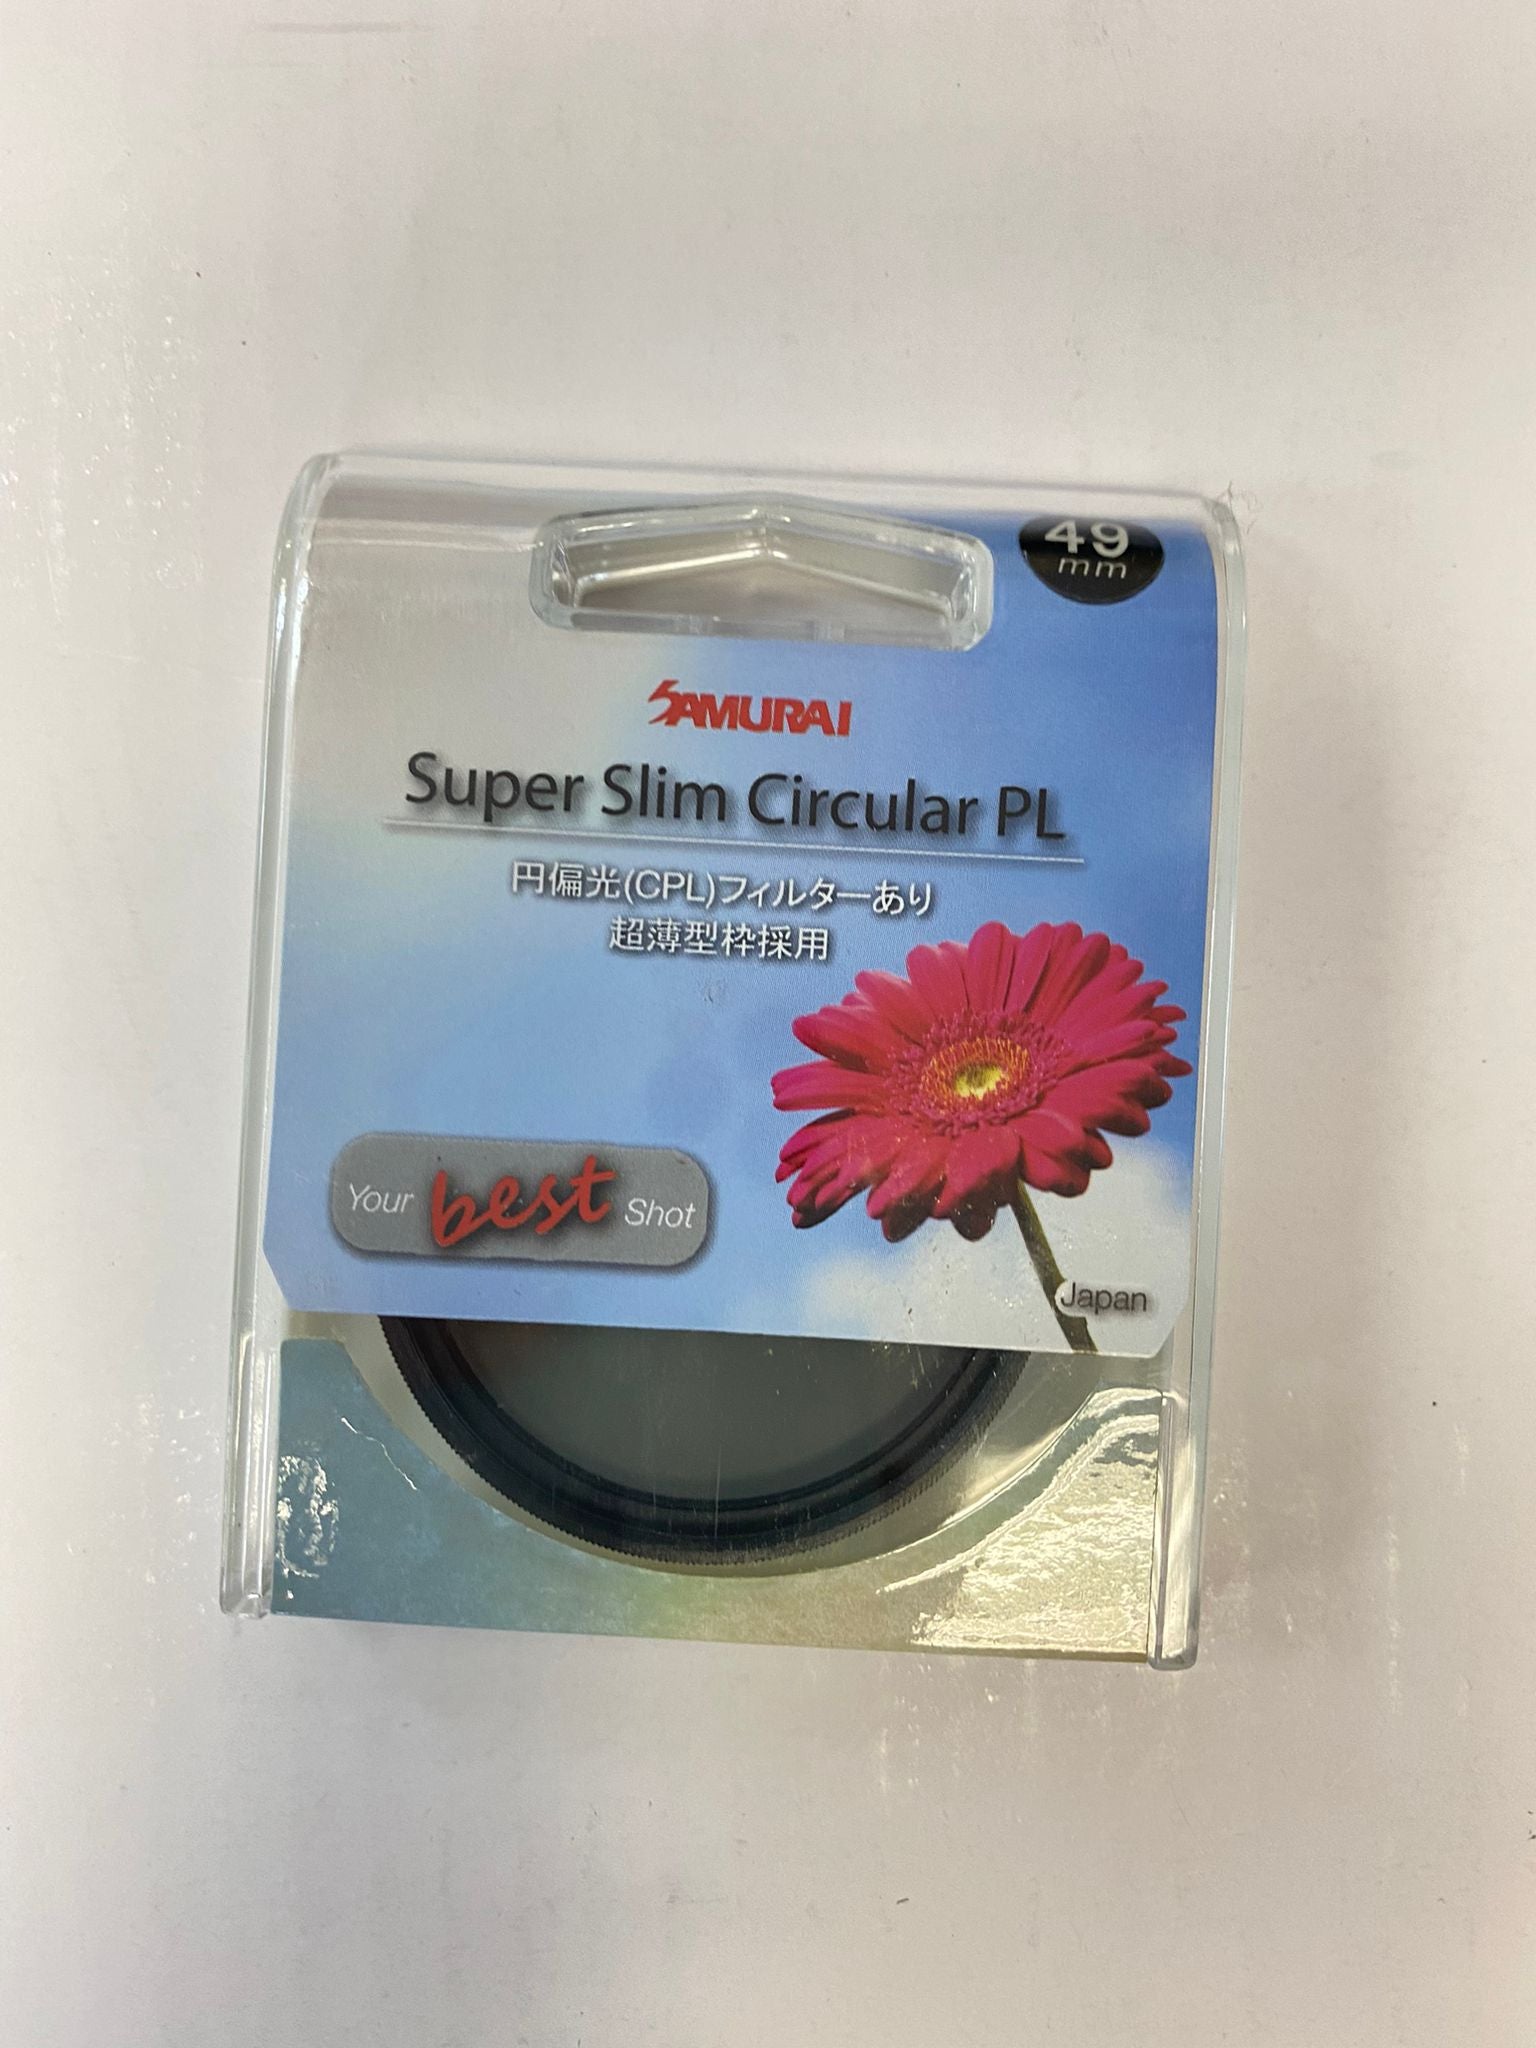 49
mm
SAMURAI
Super Slim Circular PL
円偏光(CPL)フィルターあり
超薄型枠採用
Your best Shot
Japan